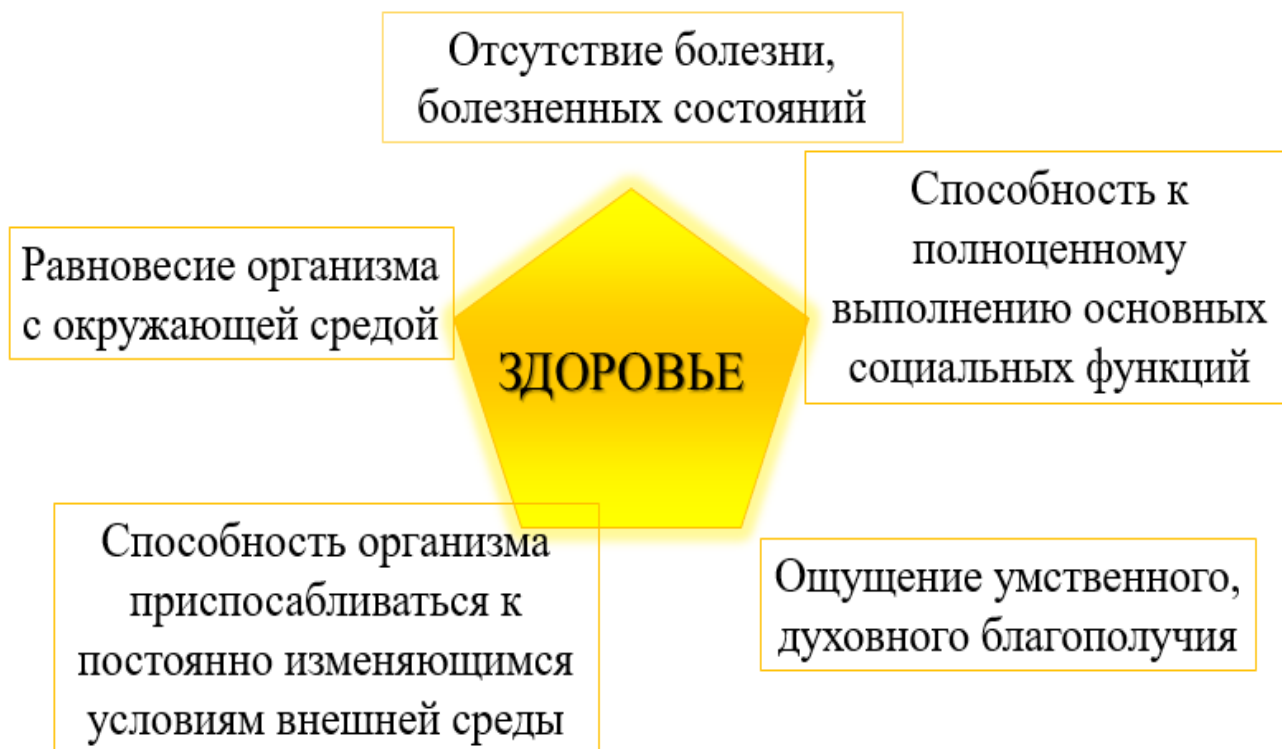 Отсутствие болезни,
болезненных состояний
Способность к
полноценному
выполнению основных
социальных функций
Равновесие организма
с окружающей средой
ЗДОРОВЬЕ
Способность организма
приспосабливаться к
постоянно изменяющимся
условиям внешней среды
Ощущение умственного,
духовного благополучия